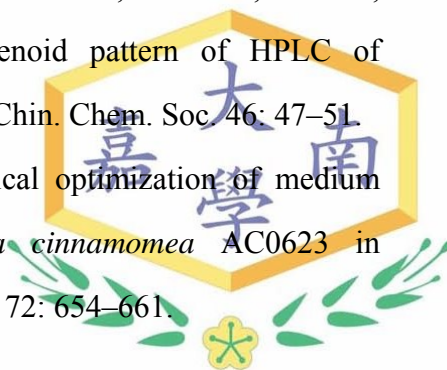 enoid pattern of HPLC of
大
Chin. Chem. Soc. 46: 47–51.
嘉 南
ical optimization of medium
學
a cinnamomea AC0623 in
72: 654–661.